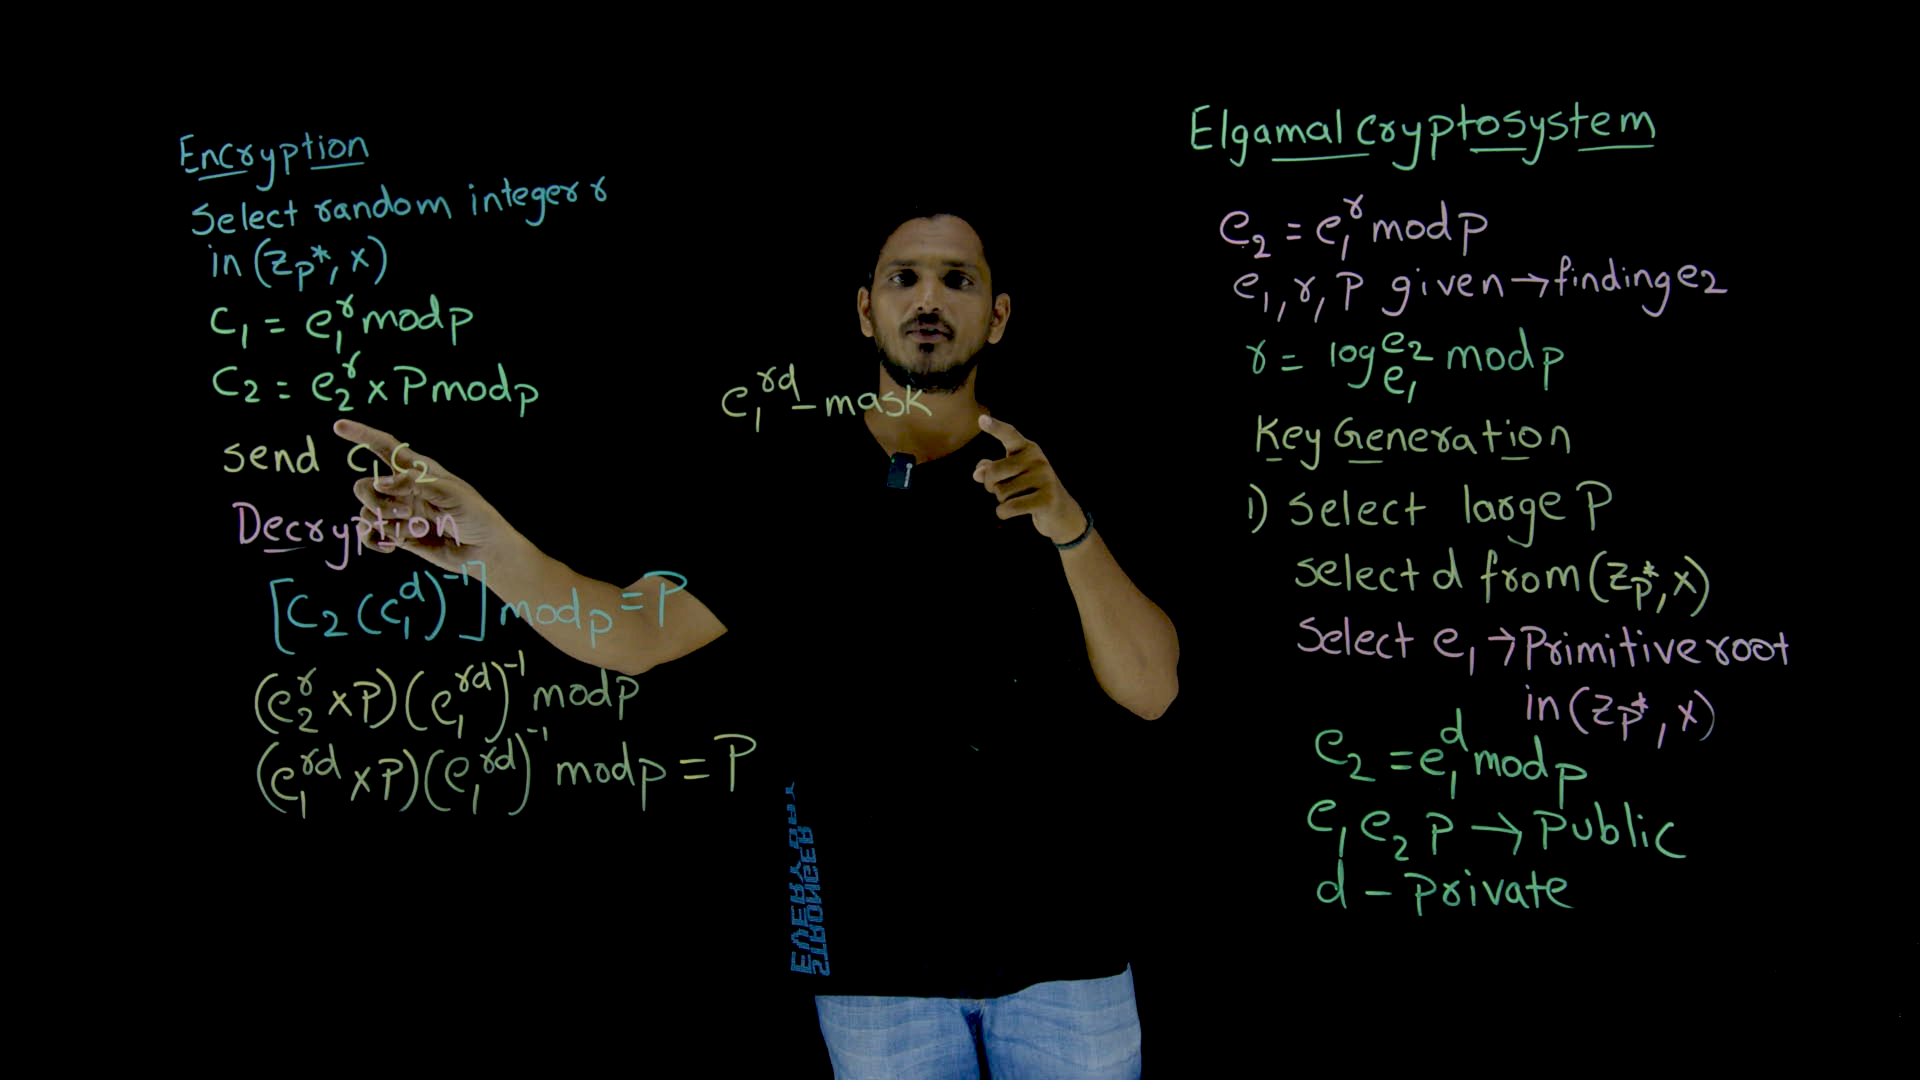 Encryption
Select random integer r
in (Zp*, x)
C₁ = e₁^r mod p
C₂ = e₂^r x P mod p
send C₁ C₂
Decryption
[C₂ (C₁^d)^-1] mod p = P
(e₂^r x P) (e₁^rd)^-1 mod p
(e₁^rd x P) (e₁^rd)^-1 mod p = P
e₁^rd - mask
Elgamal Cryptosystem
e₂ = e₁^r mod p
e₁, r, P given → finding e₂
r = log e₁ e₂ mod p
Key Generation
1) Select large P
Select d from (Zp*, x)
Select e₁ → Primitive root
in (Zp*, x)
e₂ = e₁^d mod p
e₁ e₂ P → Public
d - Private
STRONGER
EVERYDAY